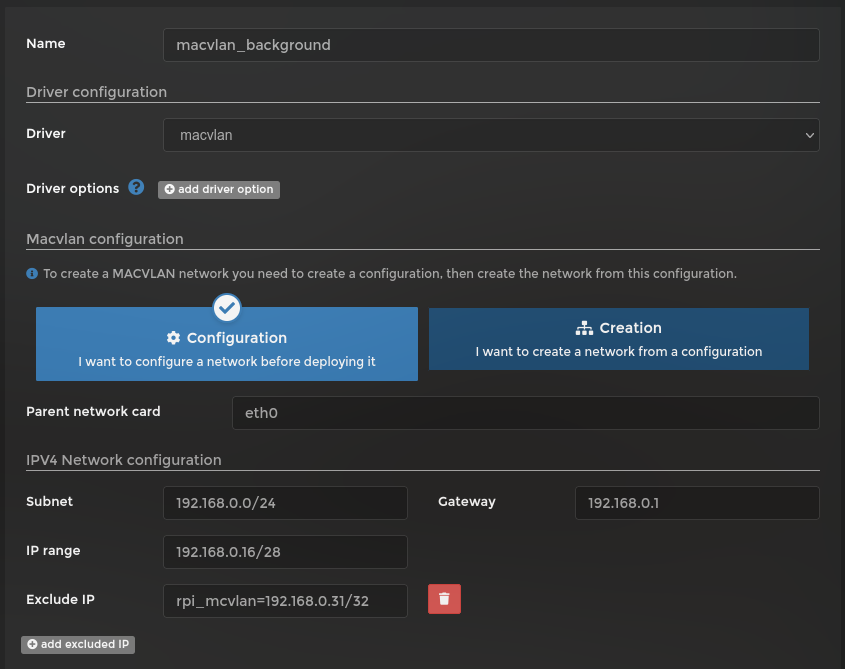 Name macvlan_background
Driver configuration
Driver macvlan
Driver options ? add driver option
Macvlan configuration
To create a MACVLAN network you need to create a configuration, then create the network from this configuration.
Configuration
I want to configure a network before deploying it
Creation
I want to create a network from a configuration
Parent network card eth0
IPV4 Network configuration
Subnet 192.168.0.0/24 Gateway 192.168.0.1
IP range 192.168.0.16/28
Exclude IP rpi_mcvlan=192.168.0.31/32
add excluded IP